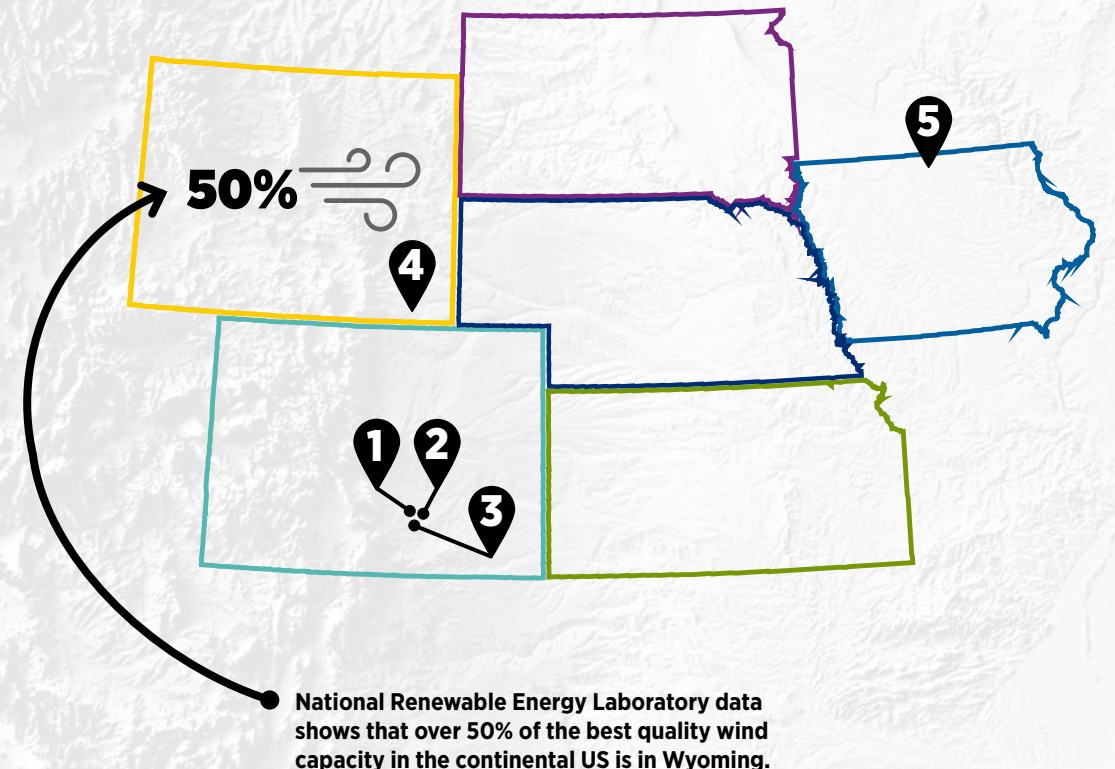 5
50%
4
1
2
3
National Renewable Energy Laboratory data
shows that over 50% of the best quality wind
capacity in the continental US is in Wyoming.